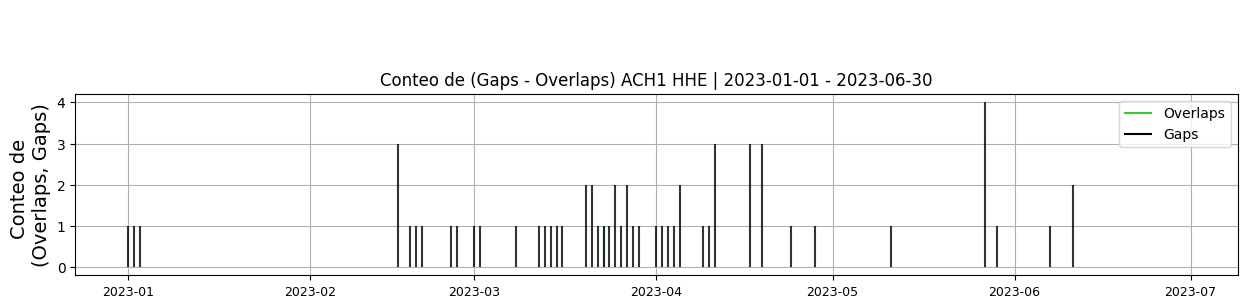 Conteo de (Gaps - Overlaps) ACH1 HHE | 2023-01-01 - 2023-06-30
Conteo de
(Overlaps, Gaps)
4
3
2
1
0
Overlaps
Gaps
2023-01
2023-02
2023-03
2023-04
2023-05
2023-06
2023-07